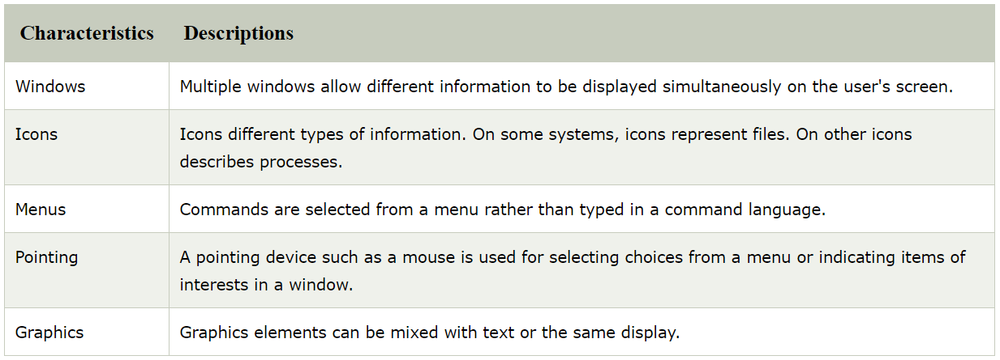 Characteristics Descriptions
Windows Multiple windows allow different information to be displayed simultaneously on the user's screen.
Icons Icons different types of information. On some systems, icons represent files. On other icons
describes processes.
Menus Commands are selected from a menu rather than typed in a command language.
Pointing A pointing device such as a mouse is used for selecting choices from a menu or indicating items of
interests in a window.
Graphics Graphics elements can be mixed with text or the same display.